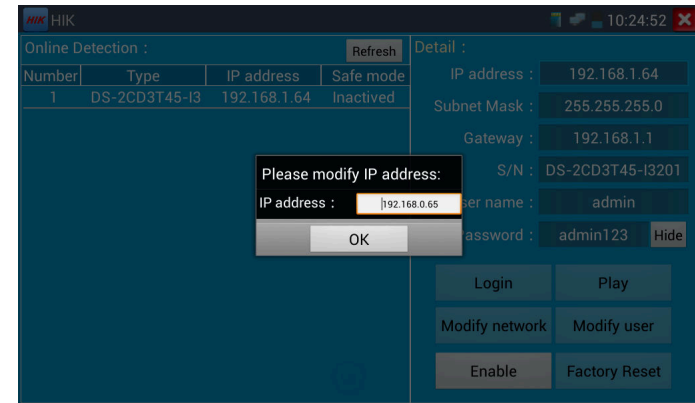 HIK HIK 10:24:52
Online Detection : Refresh
Number Type IP address Safe mode
1 DS-2CD3T45-I3 192.168.1.64 Inactived
Detail :
IP address : 192.168.1.64
Subnet Mask : 255.255.255.0
Gateway : 192.168.1.1
S/N : DS-2CD3T45-I3201
ser name : admin
Password : admin123 Hide
Please modify IP address:
IP address : 192.168.0.65
OK
Login Play
Modify network Modify user
Enable Factory Reset